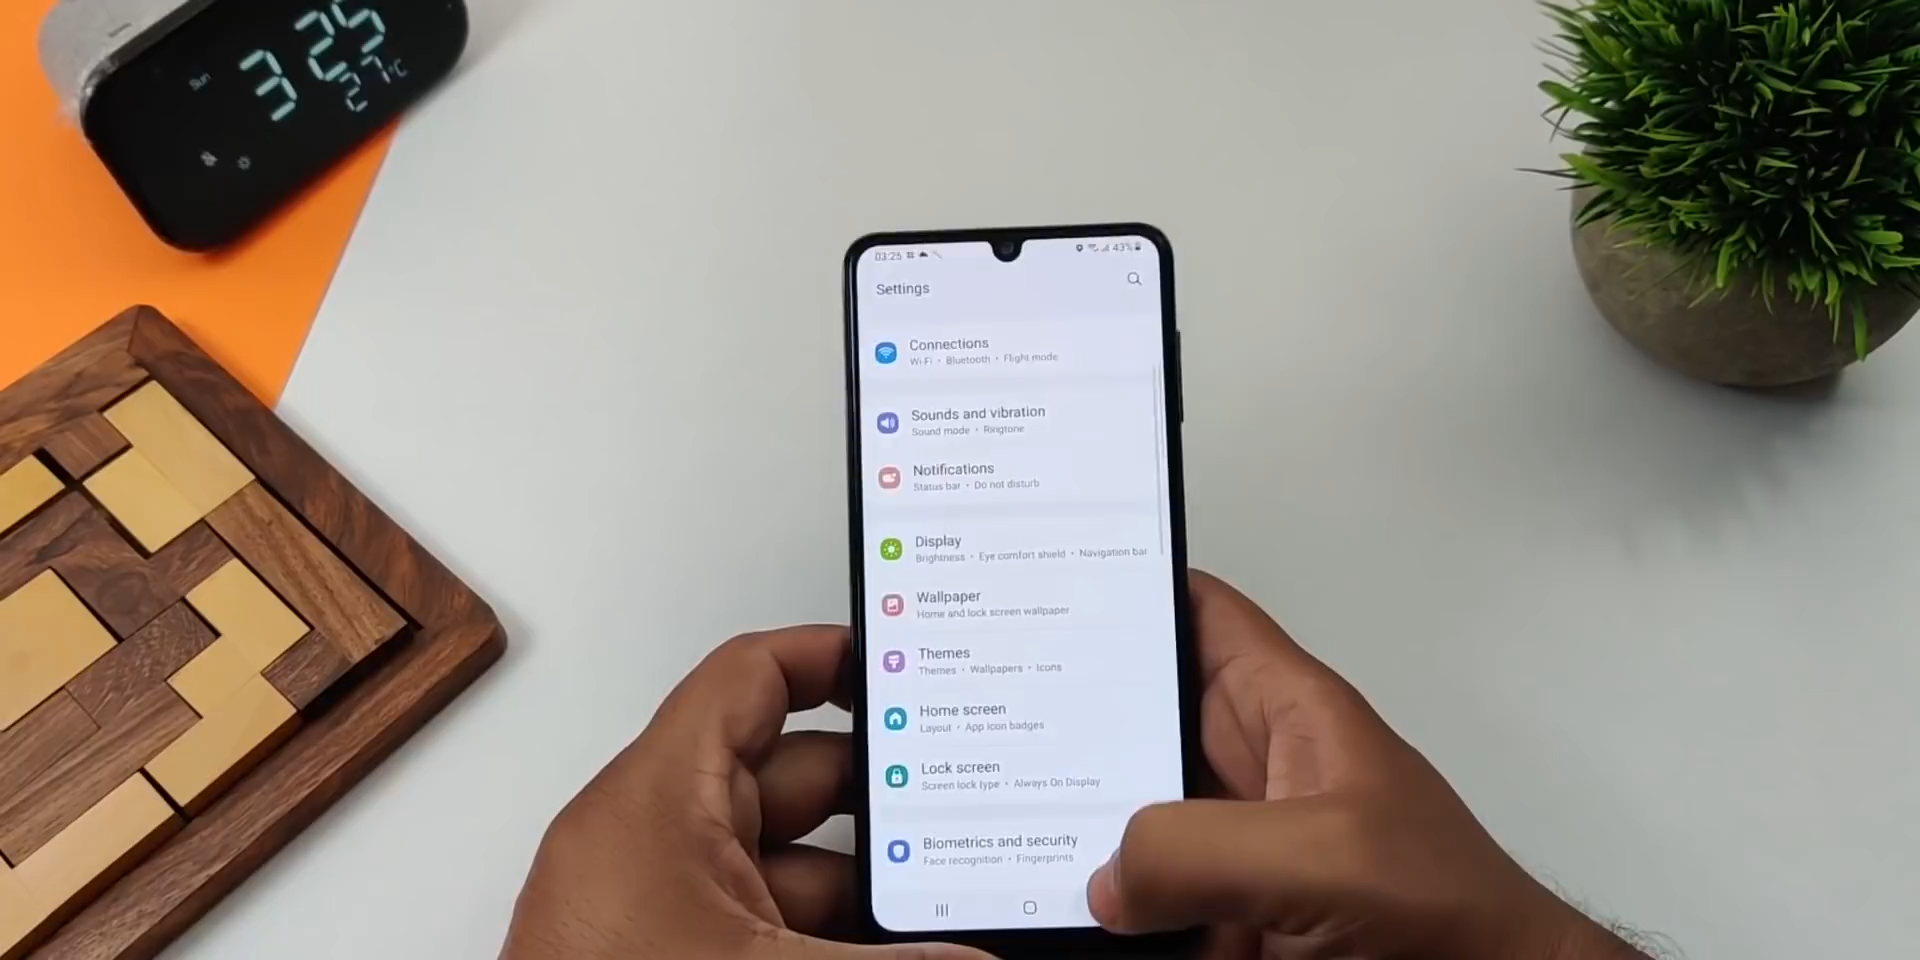 Sun
3 25
27°C
03:25
43%
Settings
Connections
Wi-Fi • Bluetooth • Flight mode
Sounds and vibration
Sound mode • Ringtone
Notifications
Status bar • Do not disturb
Display
Brightness • Eye comfort shield • Navigation bar
Wallpaper
Home and lock screen wallpaper
Themes
Themes • Wallpapers • Icons
Home screen
Layout • App icon badges
Lock screen
Screen lock type • Always On Display
Biometrics and security
Face recognition • Fingerprints